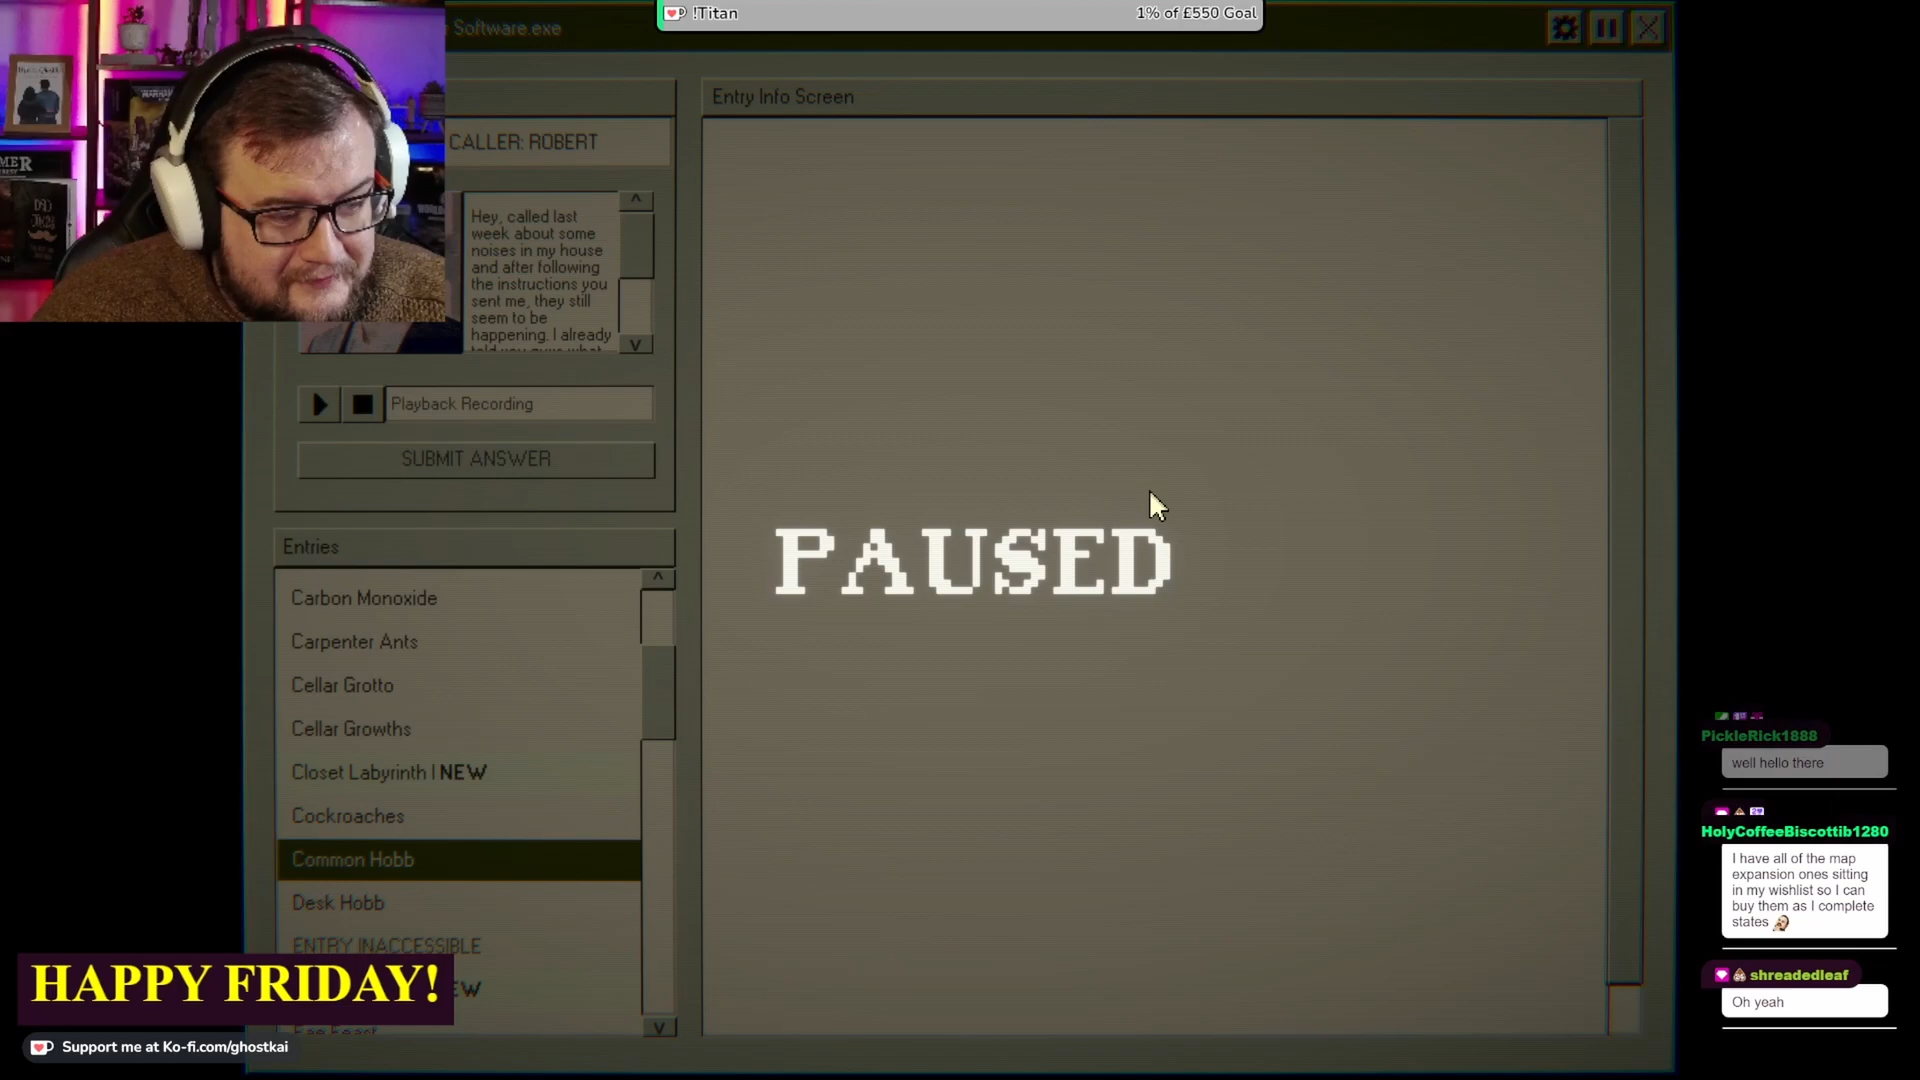 Software.exe
!Titan
1% of £550 Goal
CALLER: ROBERT
Hey, called last
week about some
noises in my house
and after following
the instructions you
sent me, they still
seem to be
happening. I already
told you guys what
Playback Recording
SUBMIT ANSWER
Entries
Carbon Monoxide
Carpenter Ants
Cellar Grotto
Cellar Growths
Closet Labyrinth | NEW
Cockroaches
Common Hobb
Desk Hobb
ENTRY INACCESSIBLE
Entry Info Screen
PAUSED
PickleRick1888
well hello there
HolyCoffeeBiscottib1280
I have all of the map
expansion ones sitting
in my wishlist so I can
buy them as I complete
states
shreadedleaf
Oh yeah
HAPPY FRIDAY!
Support me at Ko-fi.com/ghostkai